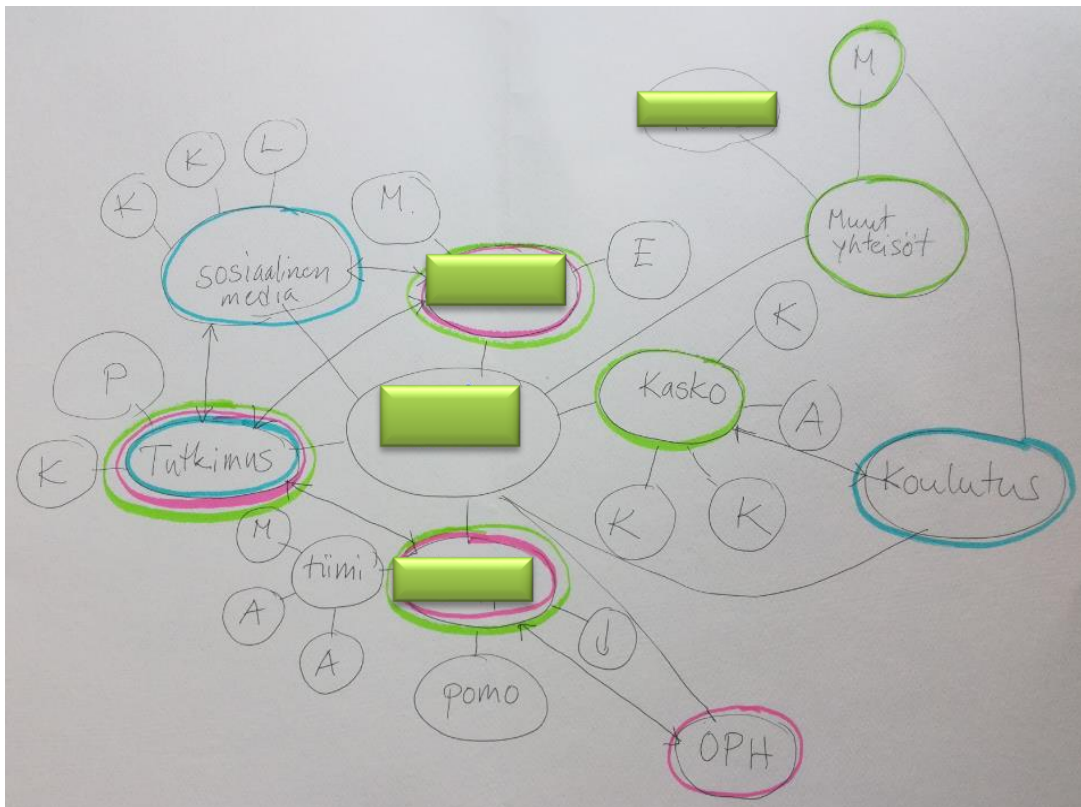 M
L
K
K
M.
Muut
yhteisöt
E
sosiaalinen
media
K
Kasko
P
A
Tutkimus
K
Koulutus
K
K
M
tiimi
A
J
A
pomo
OPH